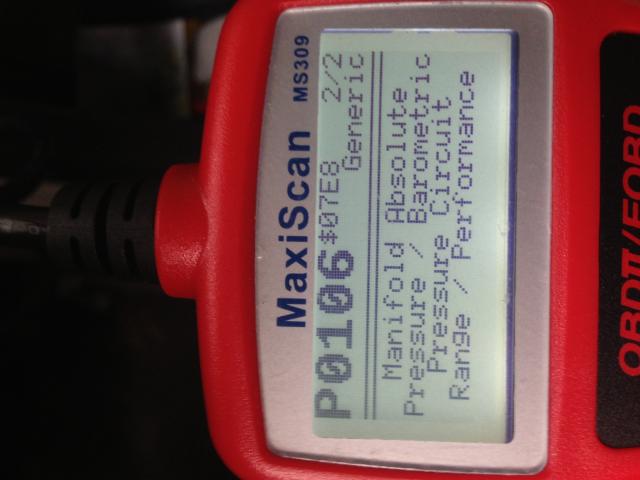 MaxiScan MS309
P0106 $07E8 2/2
Generic
Manifold Absolute
Pressure / Barometric
Pressure Circuit
Range / Performance
OBDII/EOBD